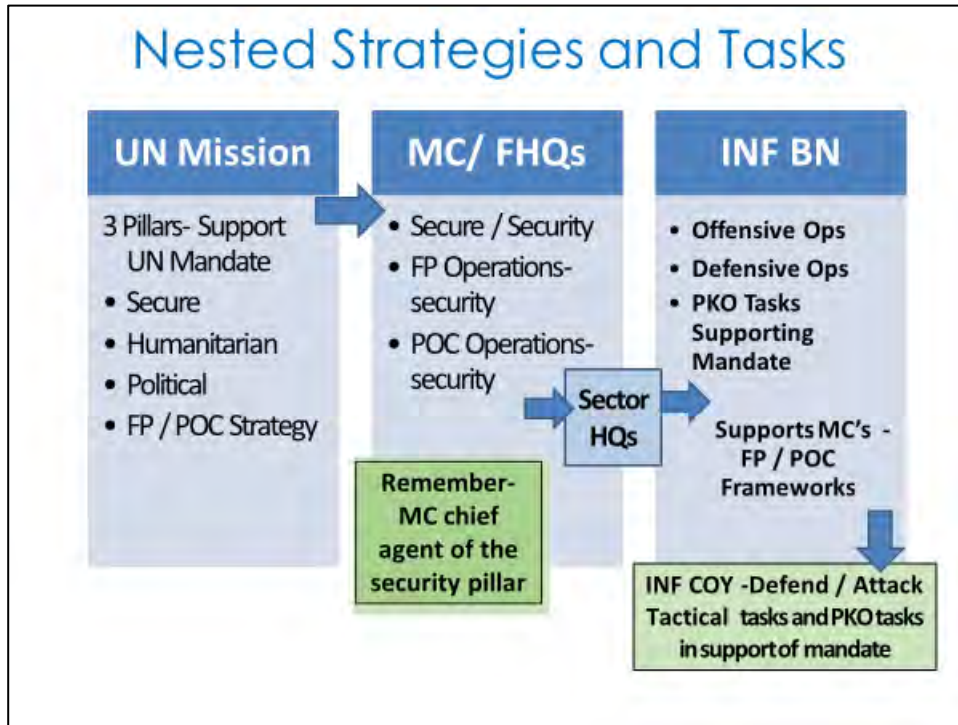 Nested Strategies and Tasks
UN Mission
3 Pillars- Support
UN Mandate
• Secure
• Humanitarian
• Political
• FP / POC Strategy
MC/ FHQs
• Secure / Security
• FP Operations-
security
• POC Operations-
security
Remember-
MC chief
agent of the
security pillar
Sector
HQs
INF BN
• Offensive Ops
• Defensive Ops
• PKO Tasks
Supporting
Mandate
Supports MC's -
FP / POC
Frameworks
INF COY -Defend / Attack
Tactical tasks and PKO tasks
in support of mandate